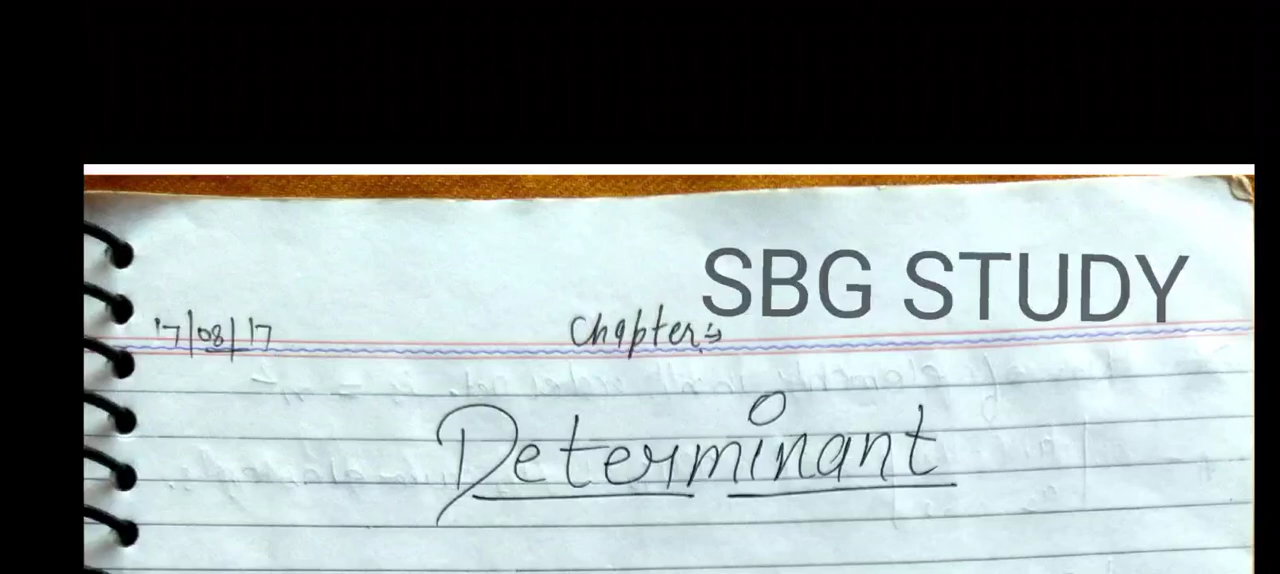 SBG STUDY
17/08/17 Chapter:→
Determinant